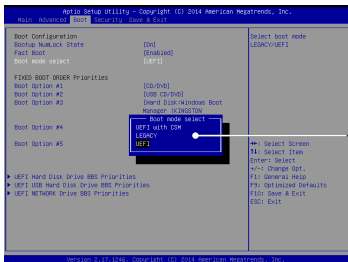 Aptio Setup Utility – Copyright (C) 2014 American Megatrends, Inc.
Main Advanced Boot Security Save & Exit
Boot Configuration
Bootup NumLock State [On]
Fast Boot [Enabled]
Boot mode select [UEFI]
FIXED BOOT ORDER Priorities
Boot Option #1 [CD/DVD]
Boot Option #2 [USB CD/DVD]
Boot Option #3 [Hard Disk:Windows Boot
Manager (KINGSTON
Boot Option #4
Boot Option #5
Boot mode select
UEFI with CSM
LEGACY
UEFI
UEFI Hard Disk Drive BBS Priorities
UEFI USB Hard Disk Drive BBS Priorities
UEFI NETWORK Drive BBS Priorities
Select boot mode
LEGACY/UEFI
↔: Select Screen
↑↓: Select Item
Enter: Select
+/-: Change Opt.
F1: General Help
F9: Optimized Defaults
F10: Save & Exit
ESC: Exit
Version 2.17.1246. Copyright (C) 2014 American Megatrends, Inc.